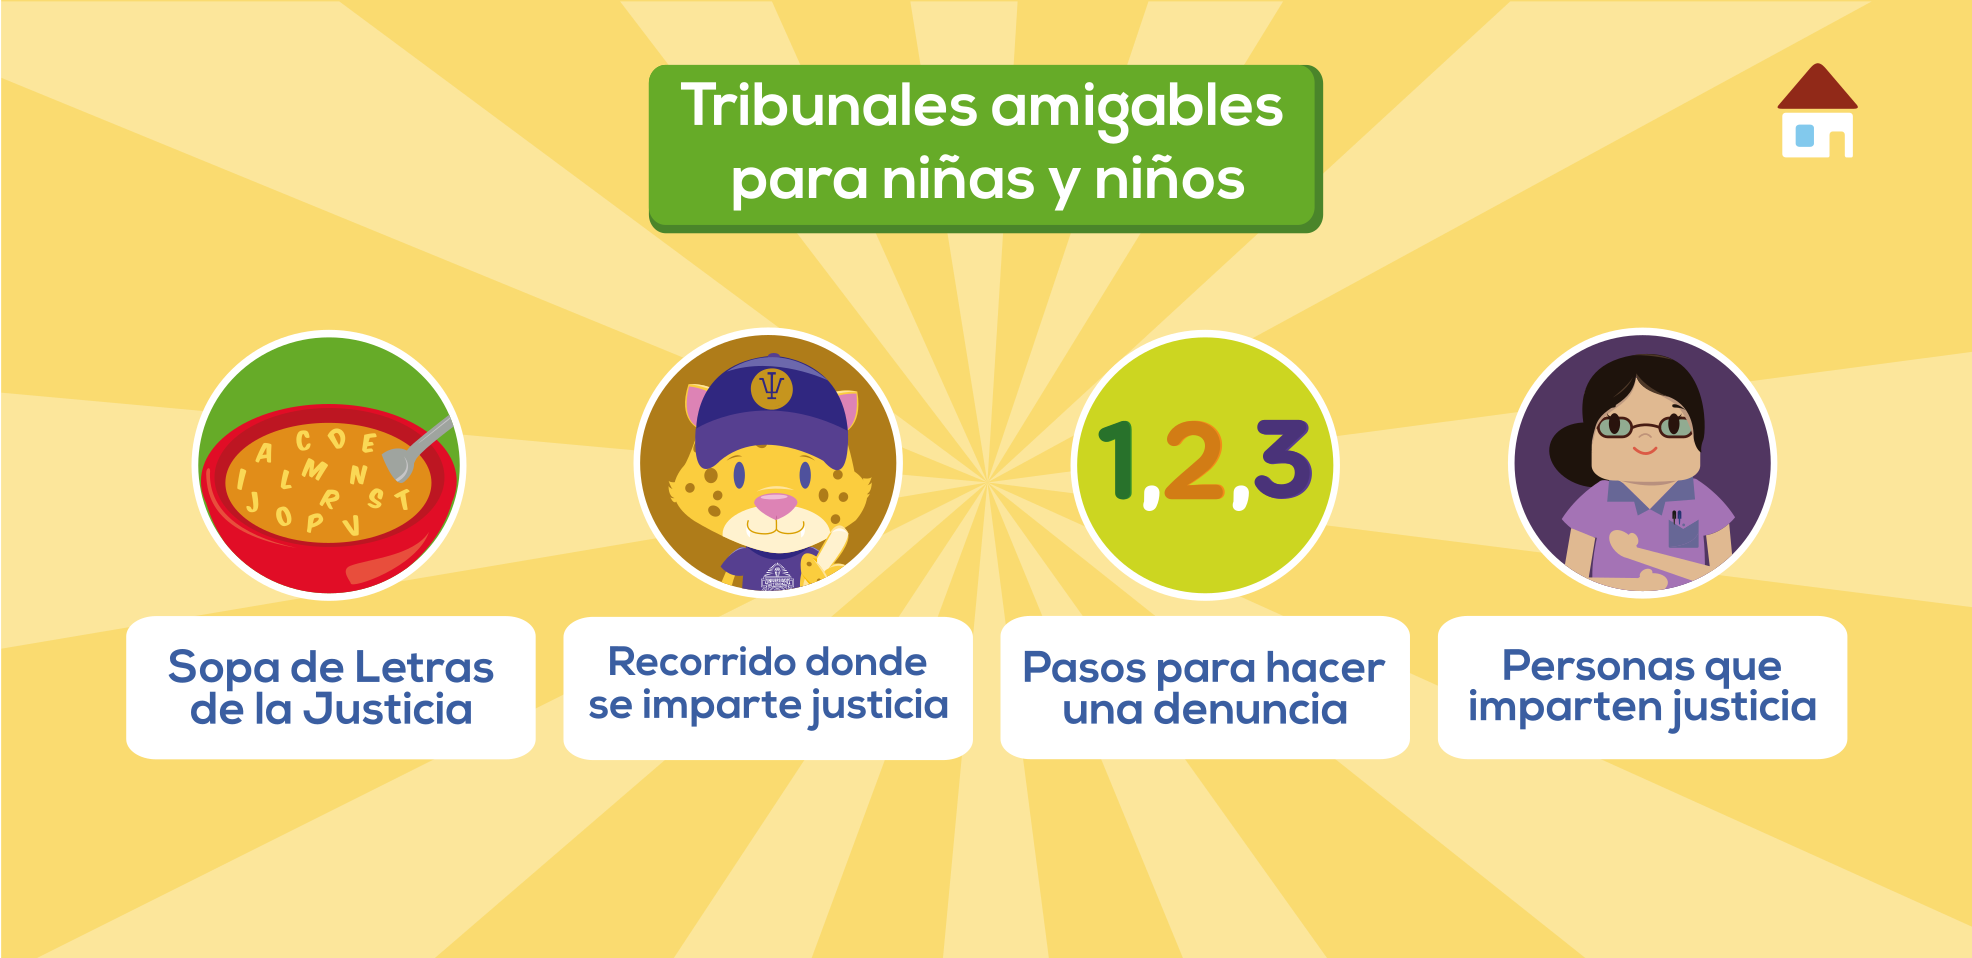 Tribunales amigables
para niñas y niños
A C D E
I L M N
J O P R S T V
1,2,3
Sopa de Letras
de la Justicia
Recorrido donde
se imparte justicia
Pasos para hacer
una denuncia
Personas que
imparten justicia